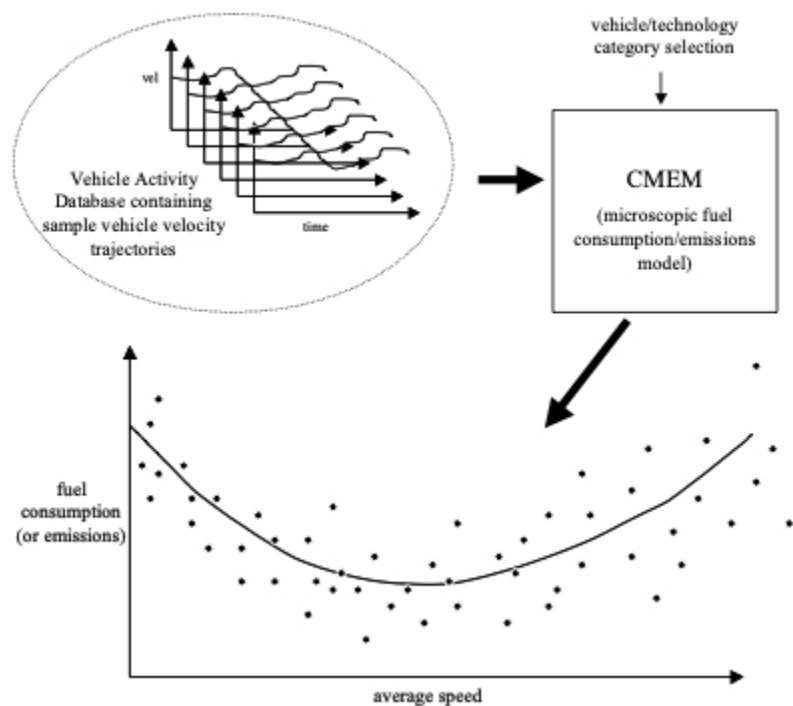 vel
Vehicle Activity
Database containing
sample vehicle velocity
trajectories
time
vehicle/technology
category selection
CMEM
(microscopic fuel
consumption/emissions
model)
fuel
consumption
(or emissions)
average speed